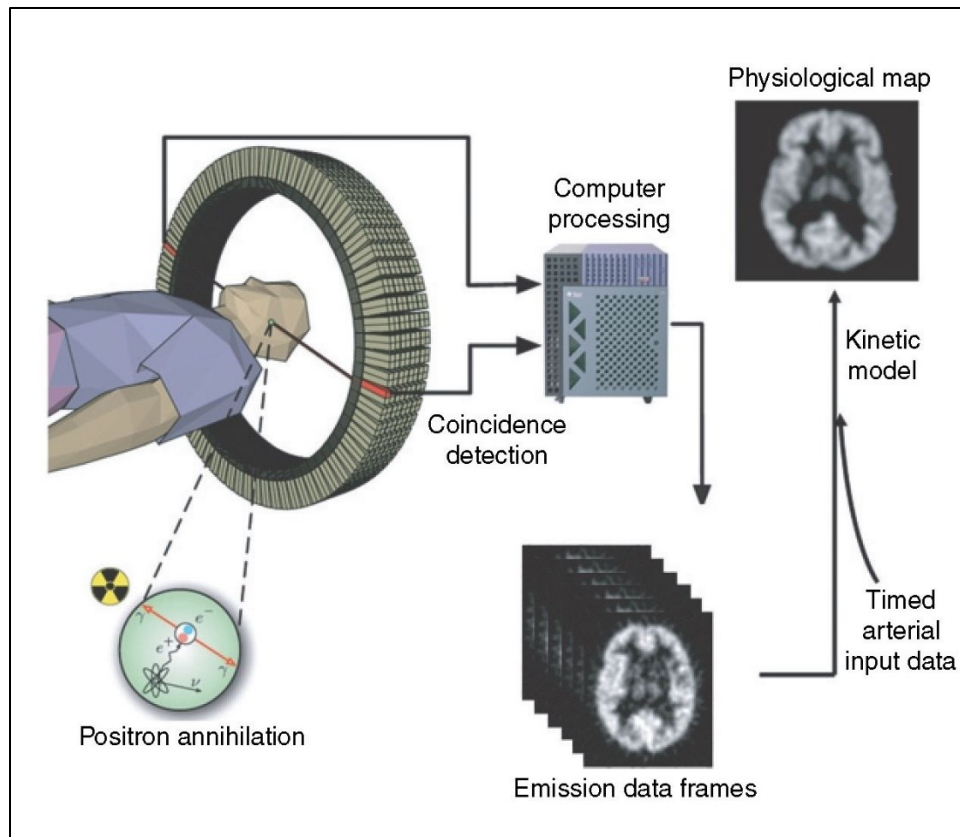 Physiological map
Computer
processing
Kinetic
model
Coincidence
detection
Timed
arterial
input data
γ
e⁻
e⁺
γ
ν
Positron annihilation
Emission data frames